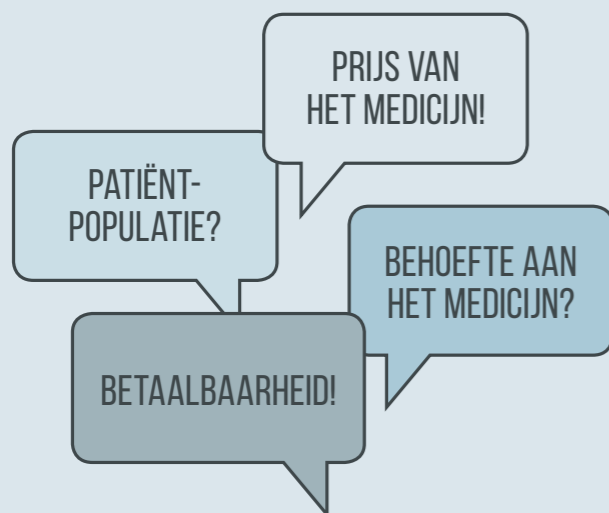 PRIJS VAN
HET MEDICIJN!
PATIËNT-
POPULATIE?
BEHOEFTE AAN
HET MEDICIJN?
BETAALBAARHEID!